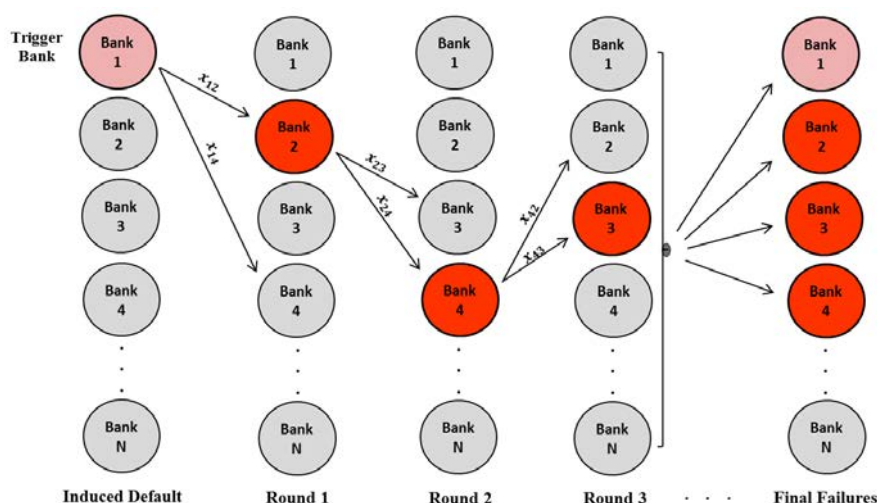 Trigger
Bank
Bank
1
Bank
2
Bank
3
Bank
4
.
.
.
Bank
N
Induced Default
x12
x14
Bank
1
Bank
2
Bank
3
Bank
4
.
.
.
Bank
N
Round 1
x23
x24
Bank
1
Bank
2
Bank
3
Bank
4
.
.
.
Bank
N
Round 2
x42
x43
Bank
1
Bank
2
Bank
3
Bank
4
.
.
.
Bank
N
Round 3
. . .
Bank
1
Bank
2
Bank
3
Bank
4
.
.
.
Bank
N
Final Failures